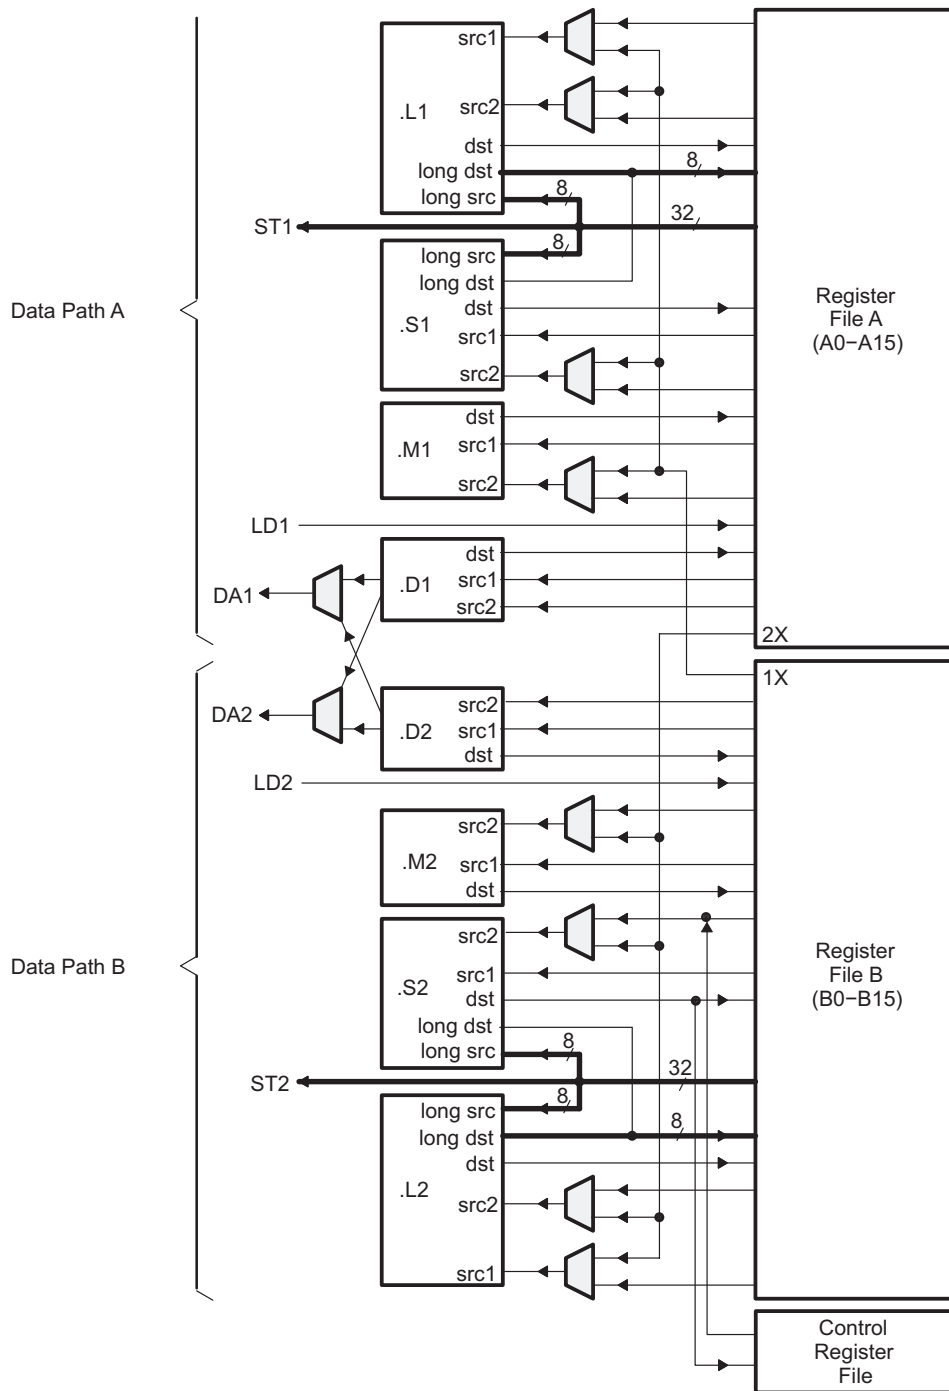 src1
.L1
src2
dst
8
long dst
8
long src
32
ST1
8
long src
long dst
Data Path A
dst
.S1
src1
src2
Register
File A
(A0−A15)
dst
.M1
src1
src2
LD1
dst
.D1
src1
DA1
src2
2X
1X
src2
DA2
.D2
src1
dst
LD2
src2
.M2
src1
dst
src2
Data Path B
src1
.S2
dst
Register
File B
(B0−B15)
long dst
8
long src
32
ST2
8
long src
8
long dst
dst
.L2
src2
src1
Control
Register
File